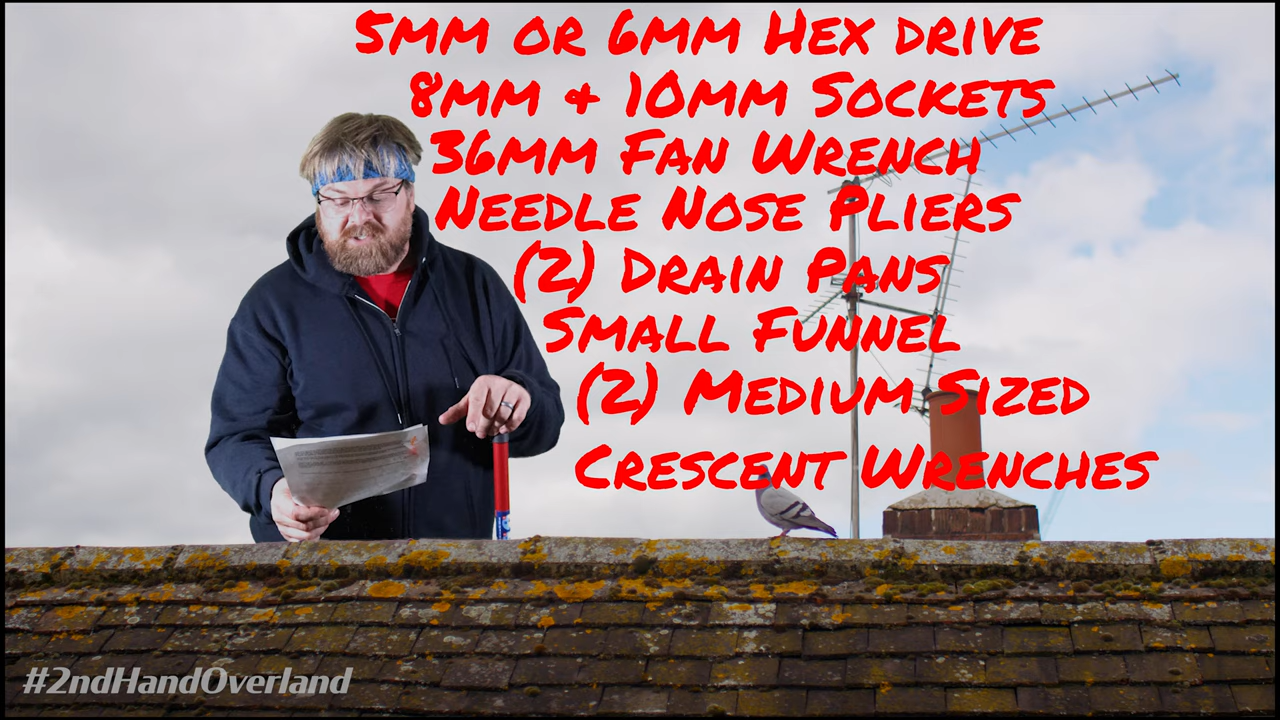 5mm or 6mm Hex drive
8mm & 10mm Sockets
36mm Fan Wrench
Needle Nose Pliers
(2) Drain Pans
Small Funnel
(2) Medium Sized
Crescent Wrenches
#2ndHandOverland